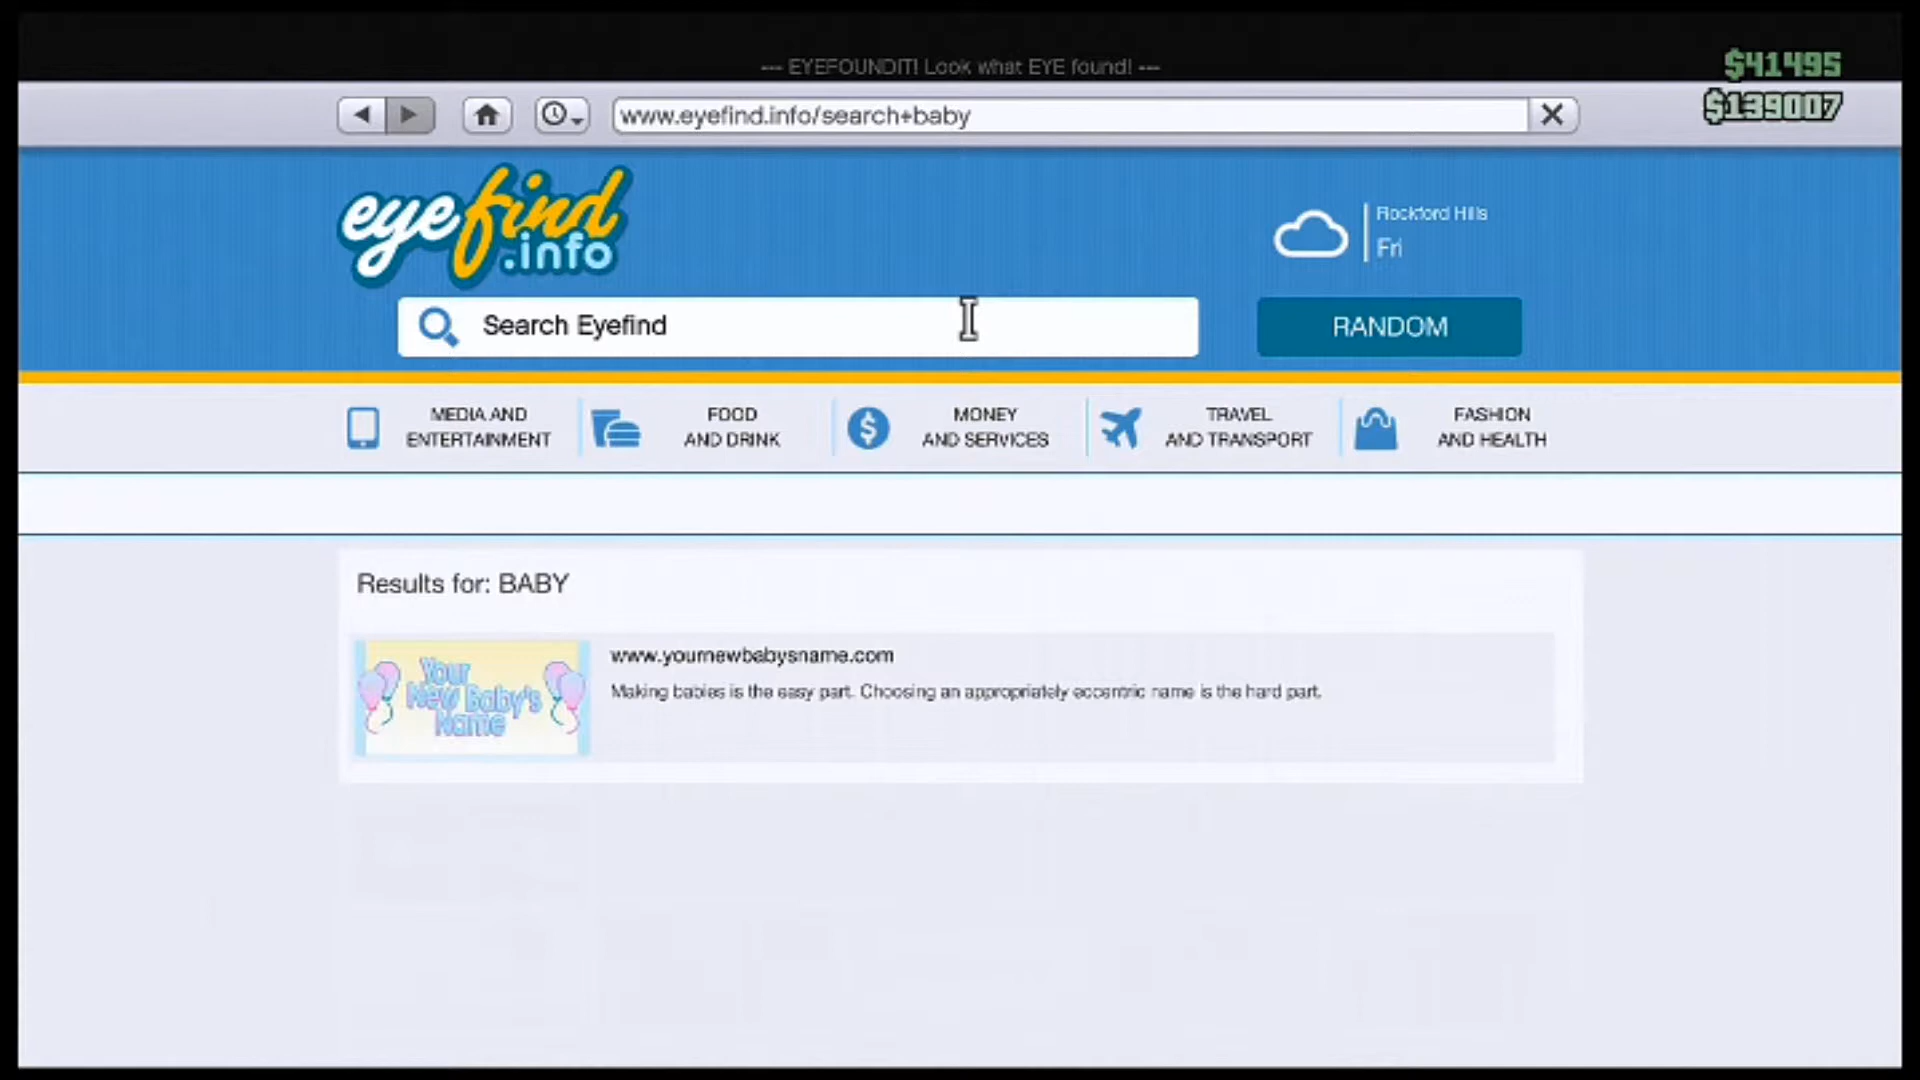 --- EYEFOUNDIT! Look what EYE found! ---
$41495
$139007
www.eyefind.info/search+baby
eyefind
.info
Rockford Hills
Fri
Search Eyefind
RANDOM
MEDIA AND
ENTERTAINMENT
FOOD
AND DRINK
MONEY
AND SERVICES
TRAVEL
AND TRANSPORT
FASHION
AND HEALTH
Results for: BABY
Your
New Baby's
Name
www.yournewbabysname.com
Making babies is the easy part. Choosing an appropriately eccentric name is the hard part.